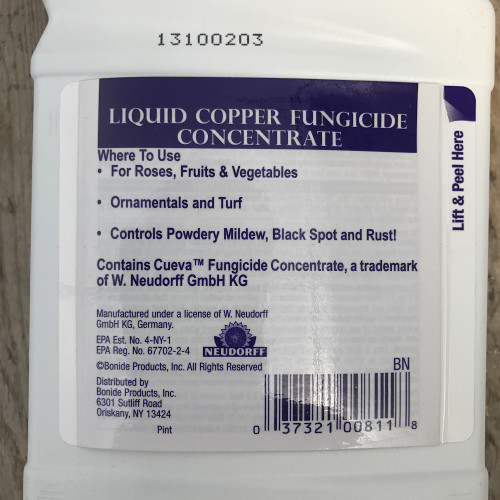 13100203
LIQUID COPPER FUNGICIDE
CONCENTRATE
Where To Use
• For Roses, Fruits & Vegetables
• Ornamentals and Turf
• Controls Powdery Mildew, Black Spot and Rust!
Contains Cueva™ Fungicide Concentrate, a trademark
of W. Neudorff GmbH KG
Manufactured under a license of W. Neudorff
GmbH KG, Germany.
EPA Est. No. 4-NY-1
EPA Reg. No. 67702-2-4
NEUDORFF
©Bonide Products, Inc. All Rights Reserved
Distributed by
Bonide Products, Inc.
6301 Sutliff Road
Oriskany, NY 13424
Pint
BN
0 37321 00811 8
Lift & Peel Here